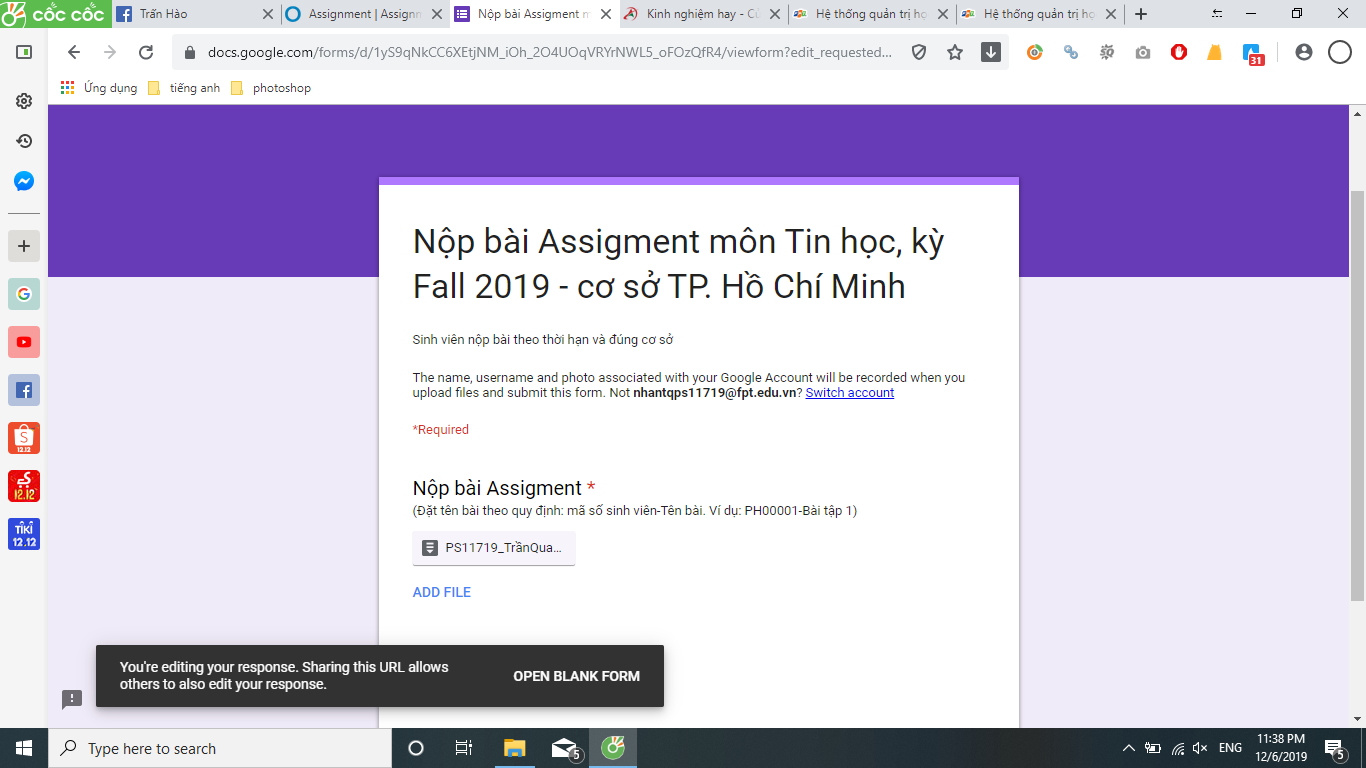 cốc cốc
Trấn Hào
Assignment | Assignm
Nộp bài Assigment m
Kinh nghiệm hay - Cù
Hệ thống quản trị họ
Hệ thống quản trị họ
docs.google.com/forms/d/1yS9qNkCC6XEtjNM_iOh_2O4UOqVRYrNWL5_oFOzQfR4/viewform?edit_requested...
31
Ứng dụng
tiếng anh
photoshop
Nộp bài Assigment môn Tin học, kỳ
Fall 2019 - cơ sở TP. Hồ Chí Minh
Sinh viên nộp bài theo thời hạn và đúng cơ sở
The name, username and photo associated with your Google Account will be recorded when you
upload files and submit this form. Not nhantqps11719@fpt.edu.vn? Switch account
*Required
Nộp bài Assigment *
(Đặt tên bài theo quy định: mã số sinh viên-Tên bài. Ví dụ: PH00001-Bài tập 1)
PS11719_TrầnQua...
ADD FILE
12.12
12.12
TIKI
12.12
You're editing your response. Sharing this URL allows
others to also edit your response.
OPEN BLANK FORM
Type here to search
5
ENG
11:38 PM
12/6/2019
5